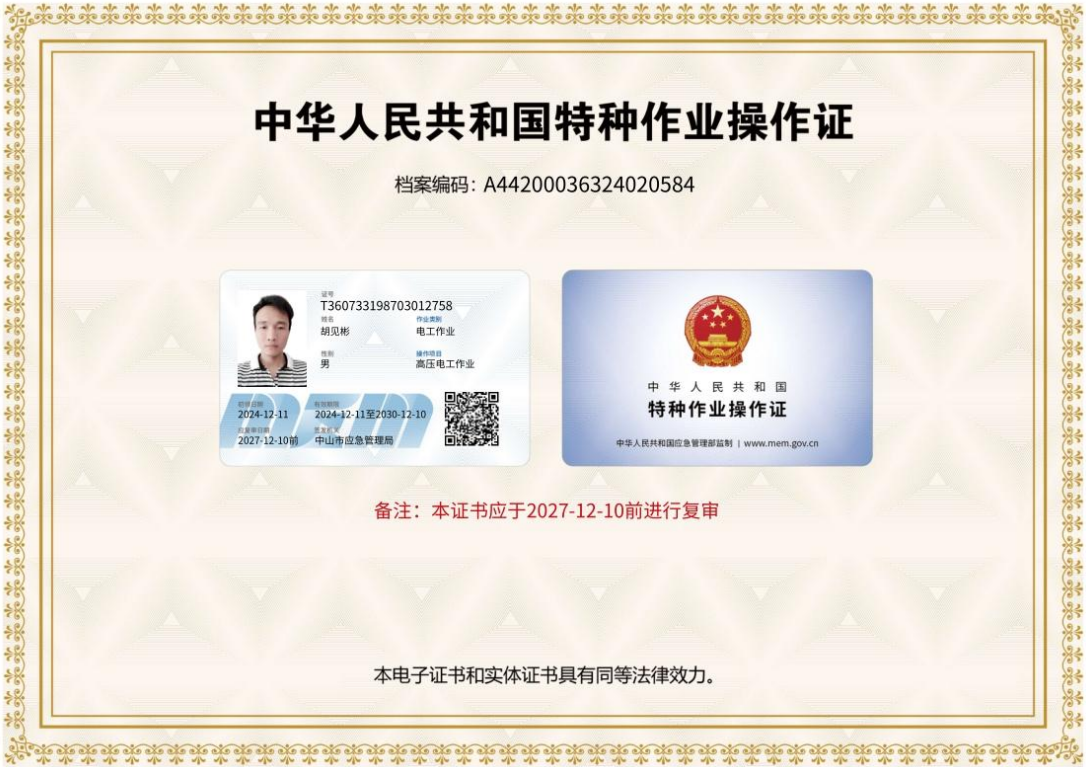 中华人民共和国特种作业操作证
档案编码：A44200036324020584
证号
T360733198703012758
姓名
作业类别
胡见彬
电工作业
性别
操作项目
男
高压电工作业
初领日期
有效期限
2024-12-11
2024-12-11至2030-12-10
应复审日期
签发机关
2027-12-10前
中山市应急管理局
中华人民共和国
特种作业操作证
中华人民共和国应急管理部监制 | www.mem.gov.cn
备注：本证书应于2027-12-10前进行复审
本电子证书和实体证书具有同等法律效力。